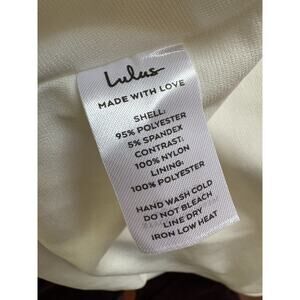 Lulus
MADE WITH LOVE
SHELL:
95% POLYESTER
5% SPANDEX
CONTRAST:
100% NYLON
LINING:
100% POLYESTER
HAND WASH COLD
DO NOT BLEACH
LINE DRY
IRON LOW HEAT